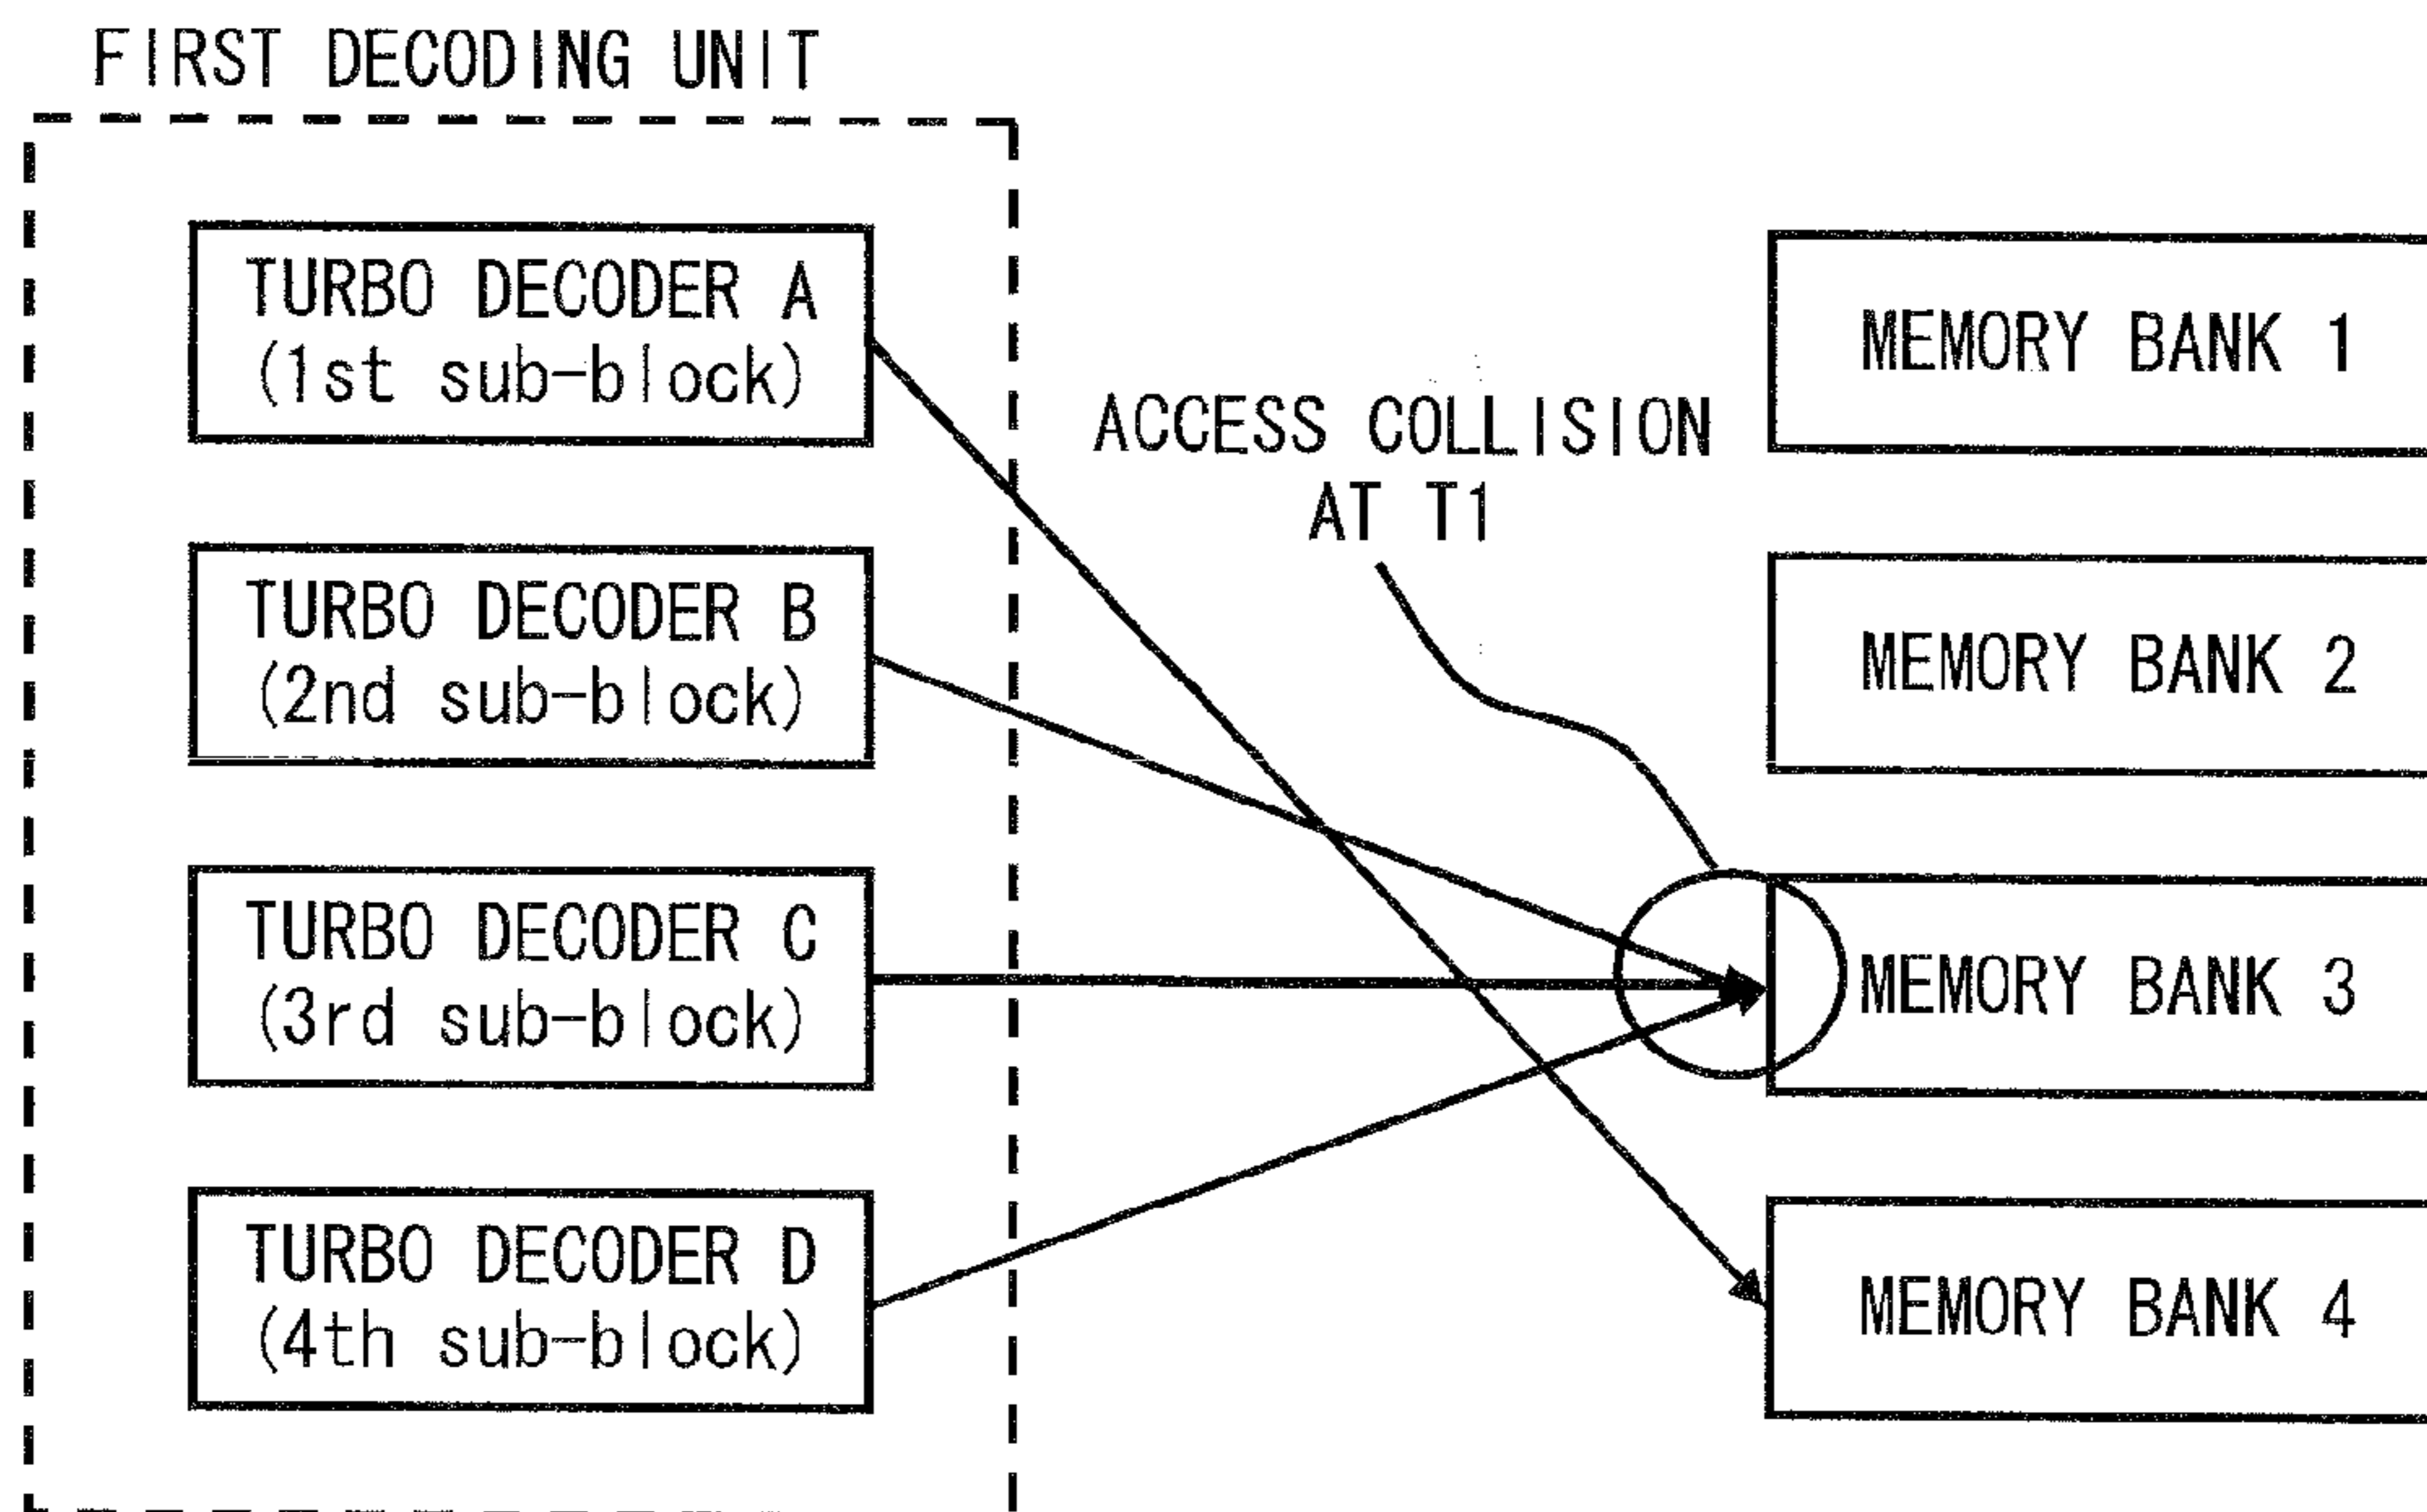 FIRST DECODING UNIT
TURBO DECODER A
(1st sub-block)
TURBO DECODER B
(2nd sub-block)
TURBO DECODER C
(3rd sub-block)
TURBO DECODER D
(4th sub-block)
ACCESS COLLISION
AT T1
MEMORY BANK 1
MEMORY BANK 2
MEMORY BANK 3
MEMORY BANK 4